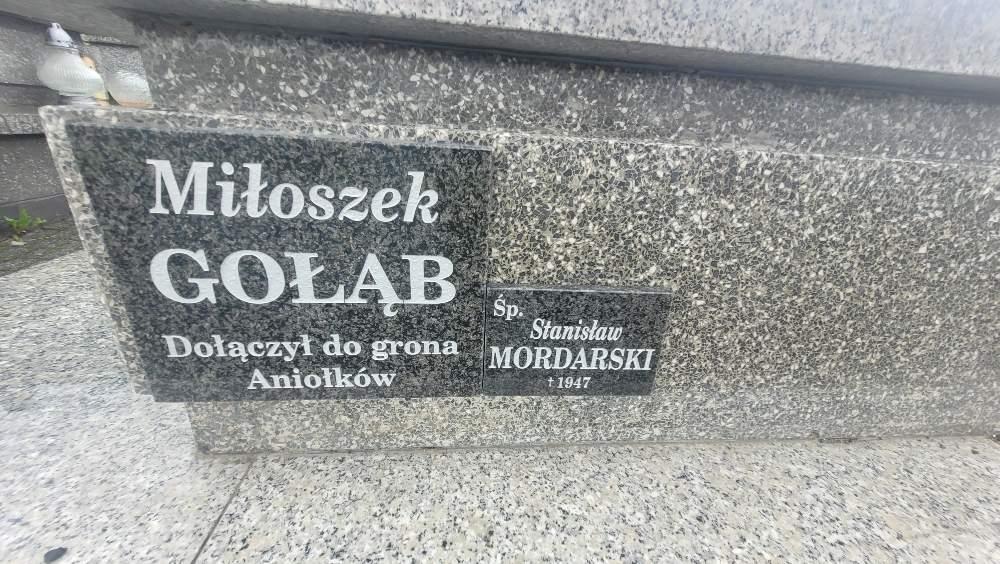 Miłoszek
GOŁĄB
Dołączył do grona
Aniołków
Śp.
Stanisław
MORDARSKI
† 1947